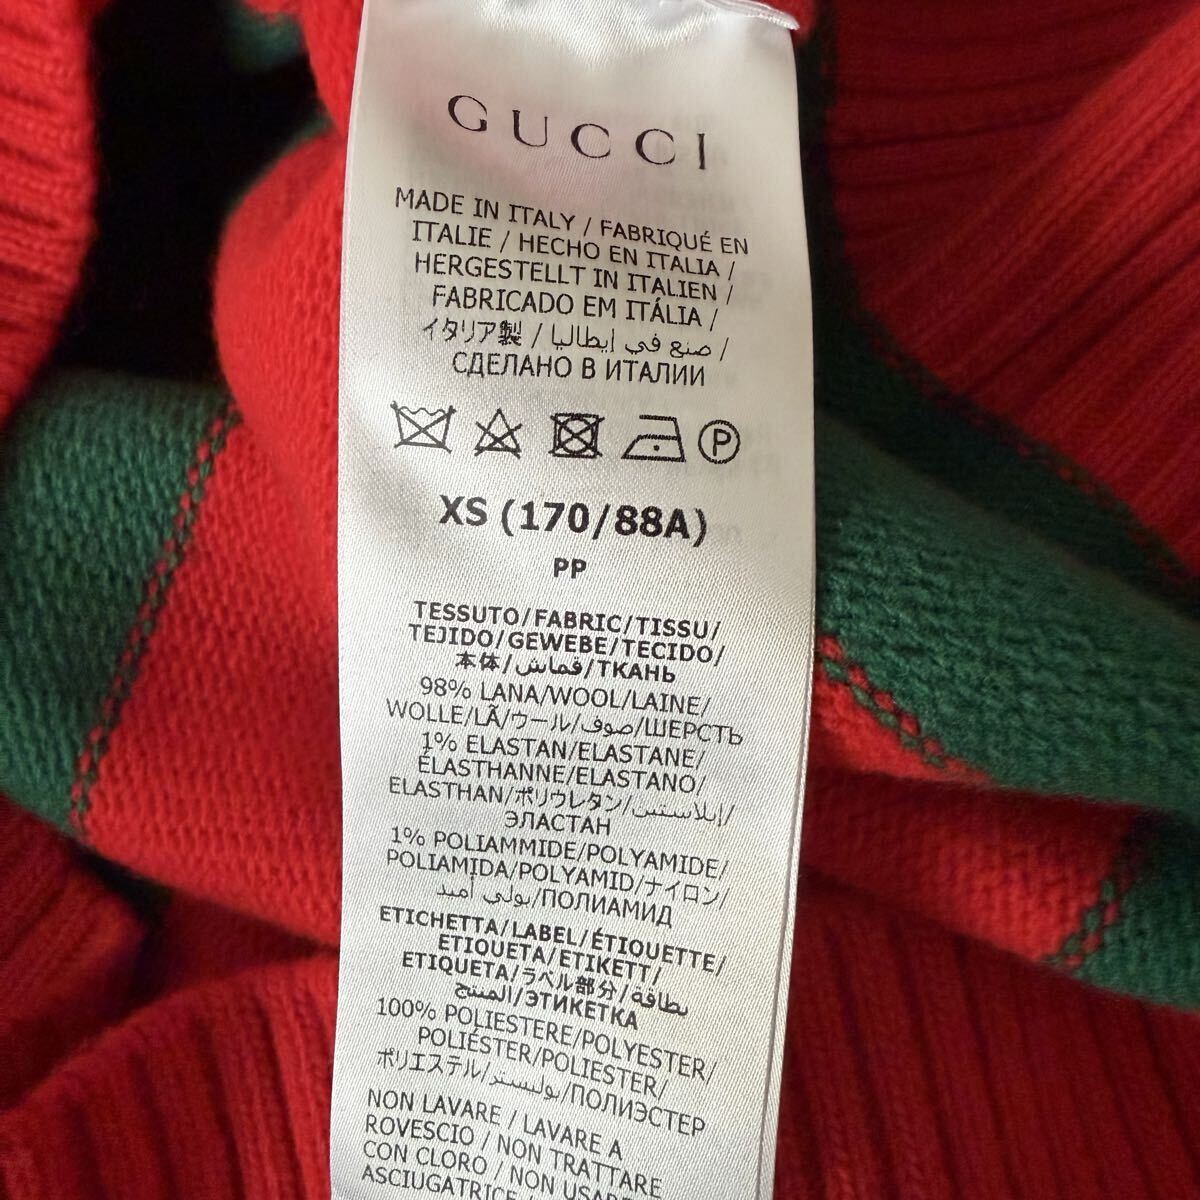 GUCCI
MADE IN ITALY / FABRIQUÉ EN
ITALIE / HECHO EN ITALIA /
HERGESTELLT IN ITALIEN /
FABRICADO EM ITÁLIA /
イタリア製 / صنع في إيطاليا /
СДЕЛАНО В ИТАЛИИ
P
XS (170/88A)
PP
TESSUTO/FABRIC/TISSU/
TEJIDO/GEWEBE/TECIDO/
本体/قماش/ТКАНЬ
98% LANA/WOOL/LAINE/
WOLLE/LÃ/ウール/صوف/ШЕРСТЬ
1% ELASTAN/ELASTANE/
ÉLASTHANNE/ELASTANO/
ELASTHAN/ポリウレタン/إيلاستين/
ЭЛАСТАН
1% POLIAMMIDE/POLYAMIDE/
POLIAMIDA/POLYAMID/ナイロン/
بولي أميد/ПОЛИАМИД
ETICHETTA/LABEL/ÉTIQUETTE/
ETIQUETA/ETIKETT/
ETIQUETA/ラベル部分/بطاقة
المنتج/ЭТИКЕТКА
100% POLIESTERE/POLYESTER/
POLIÉSTER/POLIESTER/
ポリエステル/بوليستر/ПОЛИЭСТЕР
NON LAVARE / LAVARE A
ROVESCIO / NON TRATTARE
CON CLORO / NON USARE
ASCIUGATRICE /